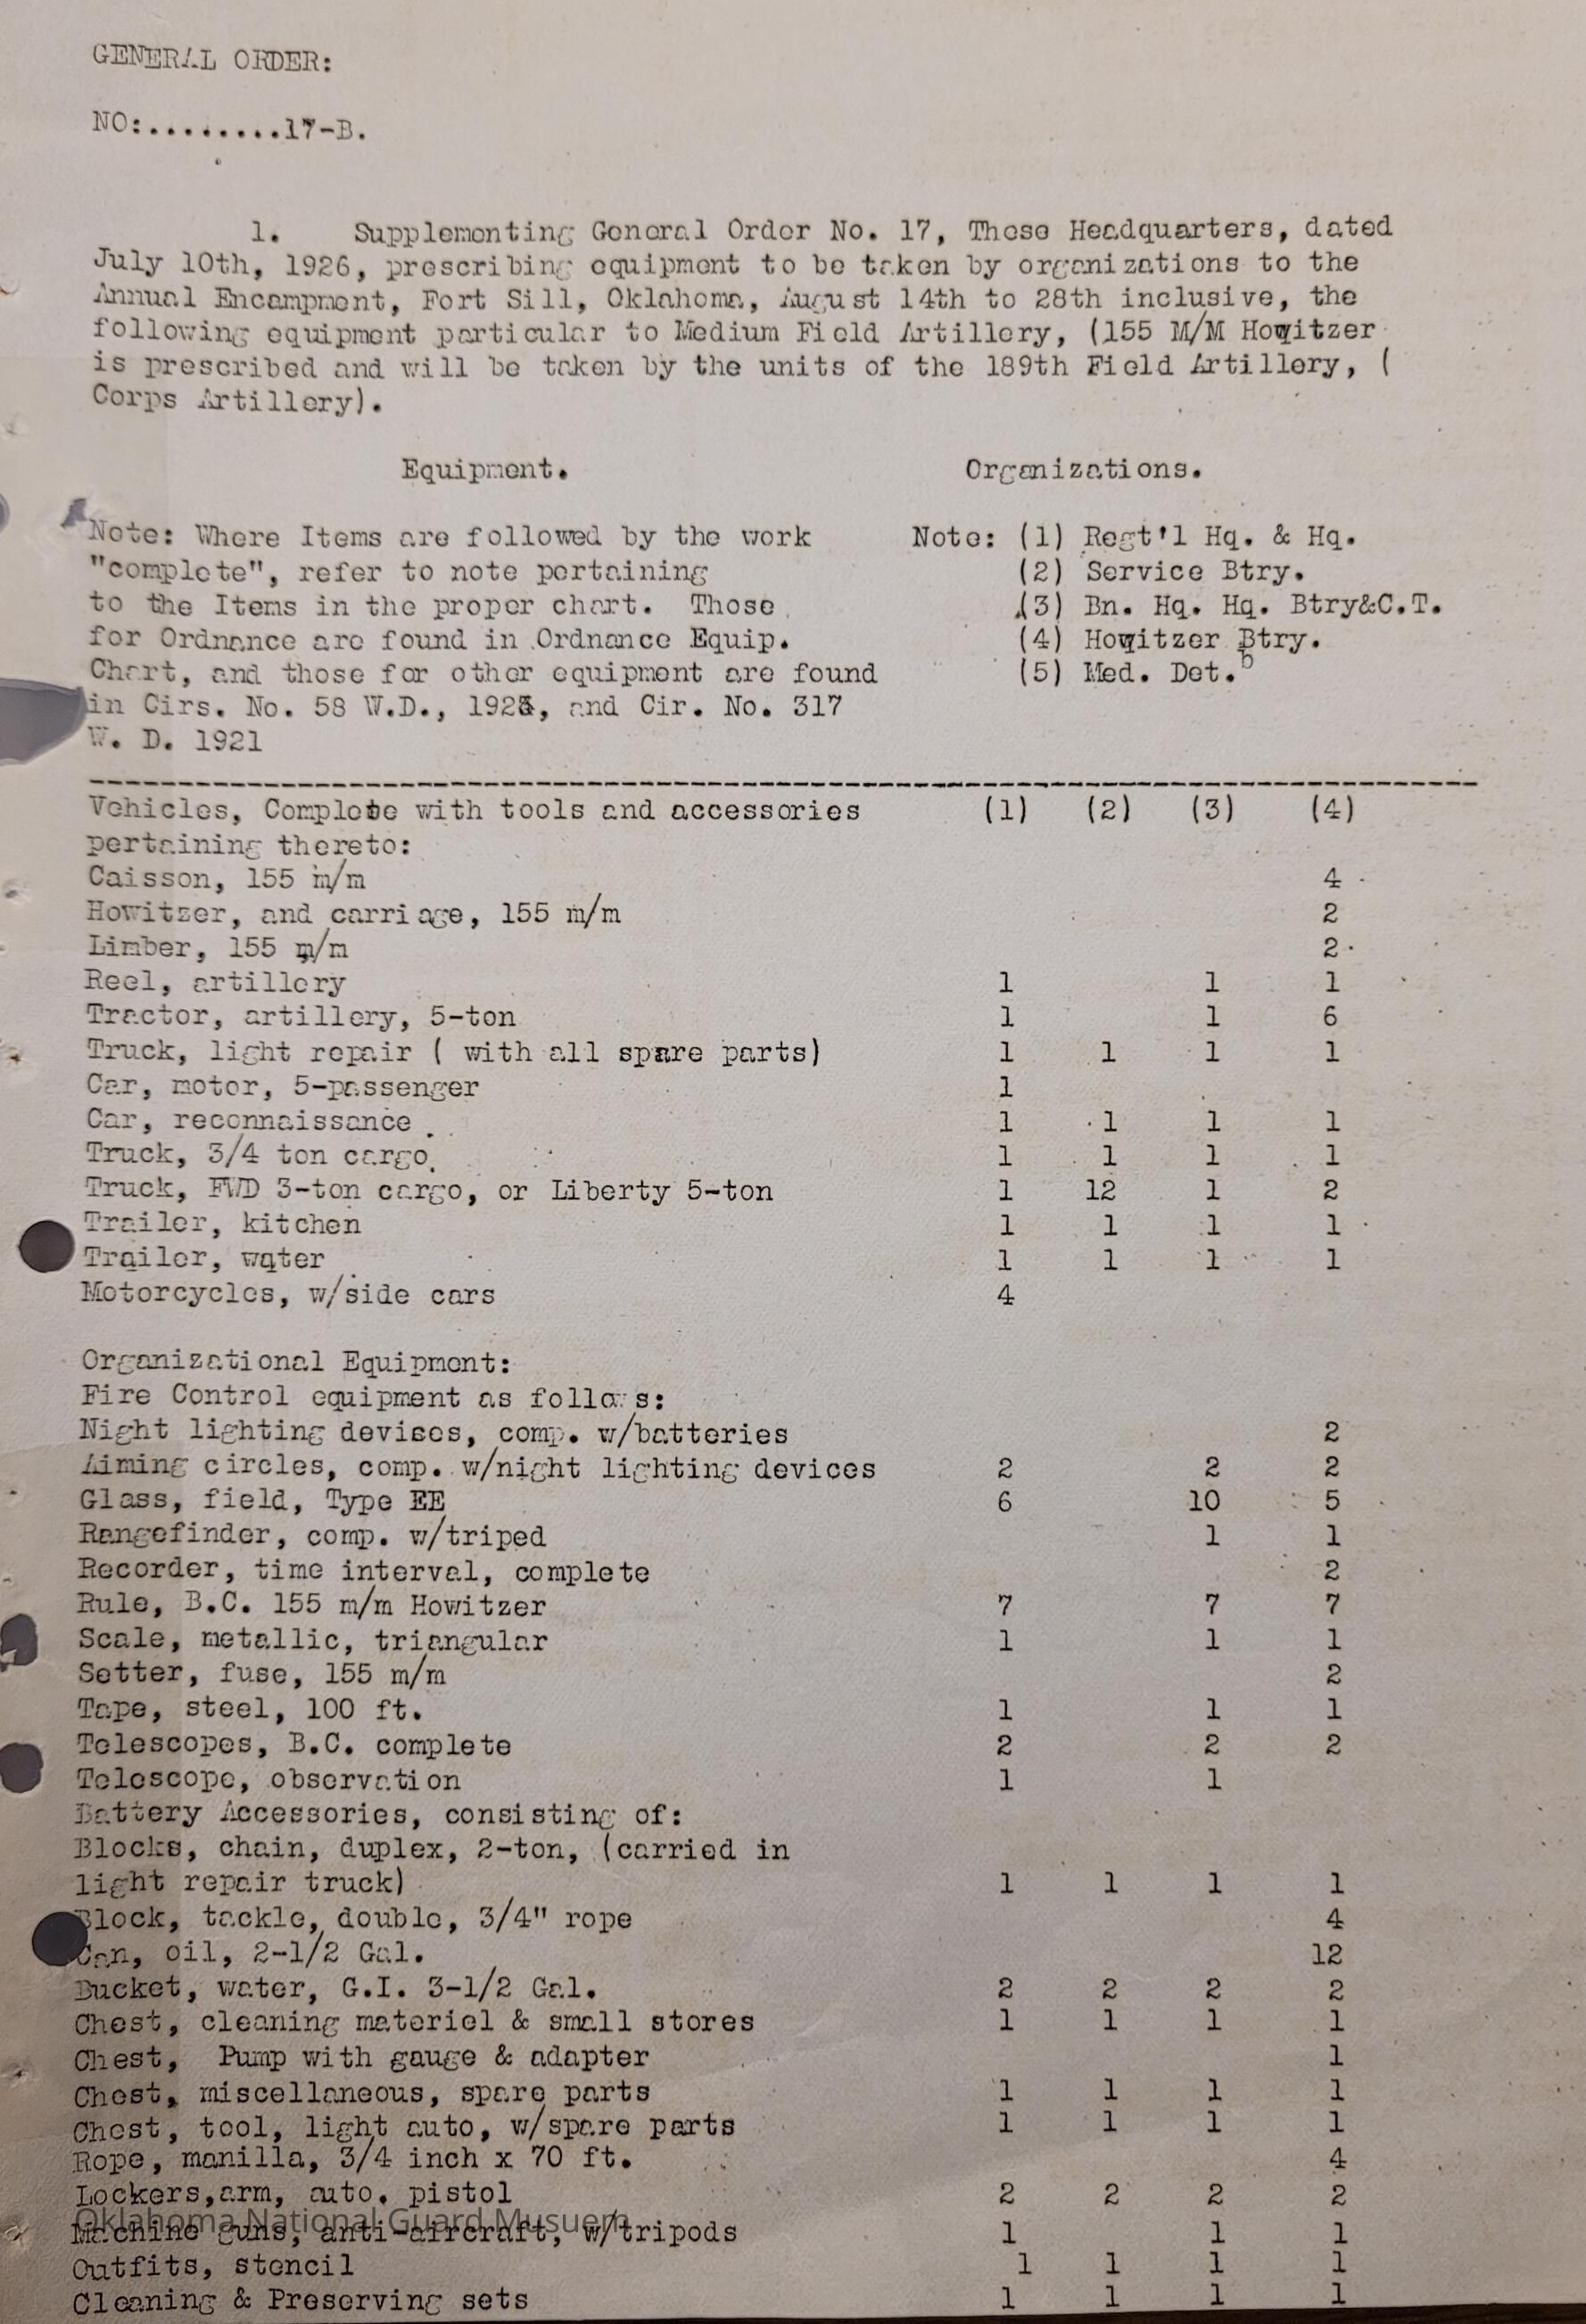 GENERAL ORDER:
NO:........17-B.
1. Supplementing General Order No. 17, These Headquarters, dated
July 10th, 1926, prescribing equipment to be taken by organizations to the
Annual Encampment, Fort Sill, Oklahoma, August 14th to 28th inclusive, the
following equipment particular to Medium Field Artillery, (155 M/M Howitzer
is prescribed and will be taken by the units of the 189th Field Artillery, (
Corps Artillery).
Equipment. Organizations.
Note: Where Items are followed by the work Note: (1) Regt'l Hq. & Hq.
"complete", refer to note pertaining (2) Service Btry.
to the Items in the proper chart. Those (3) Bn. Hq. Hq. Btry&C.T.
for Ordnance are found in Ordnance Equip. (4) Howitzer Btry.
Chart, and those for other equipment are found (5) Med. Det. b
in Cirs. No. 58 W.D., and Cir. No. 317
W. D. 1921
Vehicles, Complete with tools and accessories (1) (2) (3) (4)
pertaining thereto:
Caisson, 155 m/m 4
Howitzer, and carriage, 155 m/m 2
Limber, 155 m/m 2
Reel, artillery 1 1 1
Tractor, artillery, 5-ton 1 1 6
Truck, light repair ( with all spare parts) 1 1 1 1
Car, motor, 5-passenger 1
Car, reconnaissance 1 1 1 1
Truck, 3/4 ton cargo 1 1 1 1
Truck, FWD 3-ton cargo, or Liberty 5-ton 1 12 1 2
Trailer, kitchen 1 1 1 1
Trailer, water 1 1 1 1
Motorcycles, w/side cars 4
Organizational Equipment:
Fire Control equipment as follows:
Night lighting devises, comp. w/batteries 2
Aiming circles, comp. w/night lighting devices 2 2 2
Glass, field, Type EE 6 10 5
Rangefinder, comp. w/triped 1 1
Recorder, time interval, complete 2
Rule, B.C. 155 m/m Howitzer 7 7 7
Scale, metallic, triangular 1 1 1
Setter, fuse, 155 m/m 2
Tape, steel, 100 ft. 1 1 1
Telescopes, B.C. complete 2 2 2
Telescope, observation 1 1
Battery Accessories, consisting of:
Blocks, chain, duplex, 2-ton, (carried in
light repair truck) 1 1 1 1
Block, tackle, double, 3/4" rope 4
Can, oil, 2-1/2 Gal. 12
Bucket, water, G.I. 3-1/2 Gal. 2 2 2 2
Chest, cleaning materiel & small stores 1 1 1 1
Chest, Pump with gauge & adapter 1
Chest, miscellaneous, spare parts 1 1 1 1
Chest, tool, light auto, w/spare parts 1 1 1 1
Rope, manilla, 3/4 inch x 70 ft. 4
Lockers,arm, auto. pistol 2 2 2 2
Oklahoma National Guard Musuem
Machine guns, anti-aircraft, w/tripods 1 1 1
Outfits, stencil 1 1 1 1
Cleaning & Preserving sets 1 1 1 1